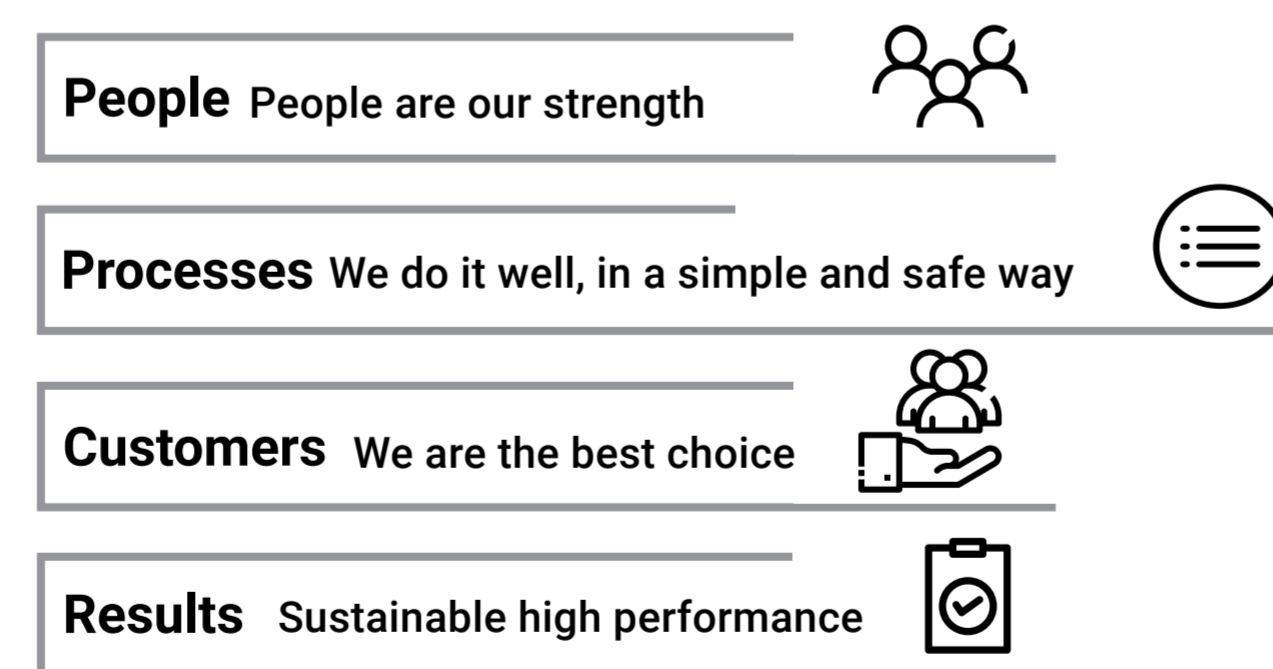 People People are our strength
Processes We do it well, in a simple and safe way
Customers We are the best choice
Results Sustainable high performance